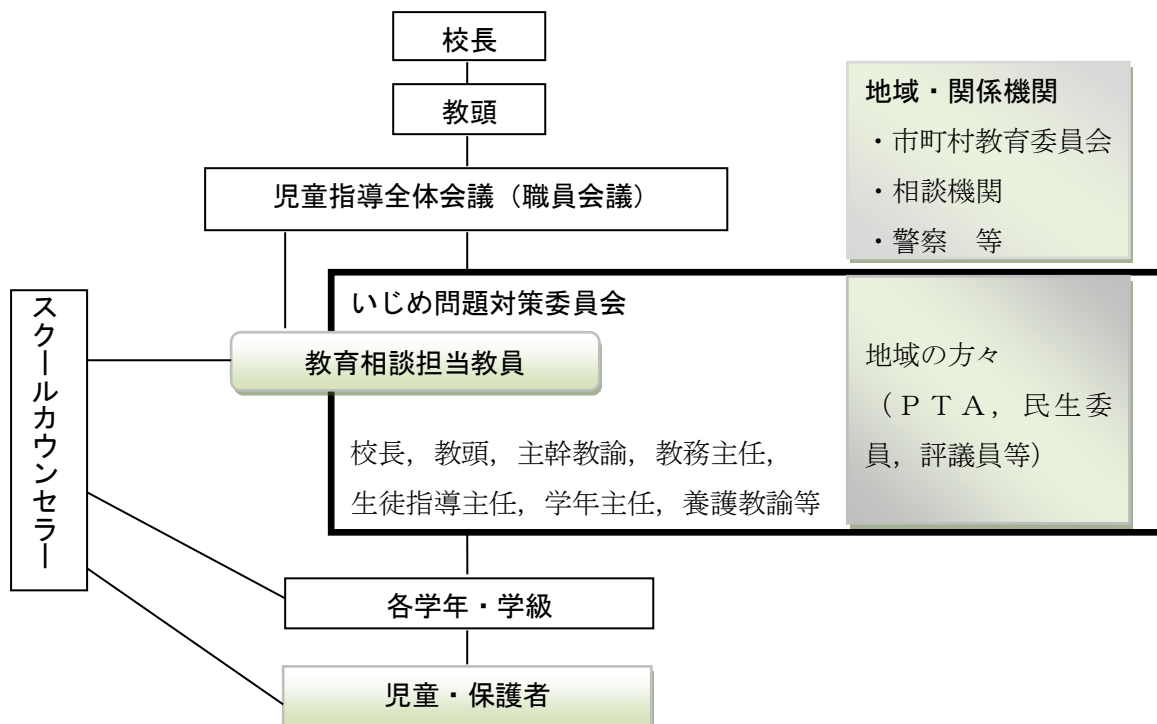 校長
教頭
児童指導全体会議（職員会議）
地域・関係機関
・市町村教育委員会
・相談機関
・警察　等
スクールカウンセラー
いじめ問題対策委員会
教育相談担当教員
校長，教頭，主幹教諭，教務主任，
生徒指導主任，学年主任，養護教諭等
地域の方々
（ＰＴＡ，民生委
員，評議員等）
各学年・学級
児童・保護者